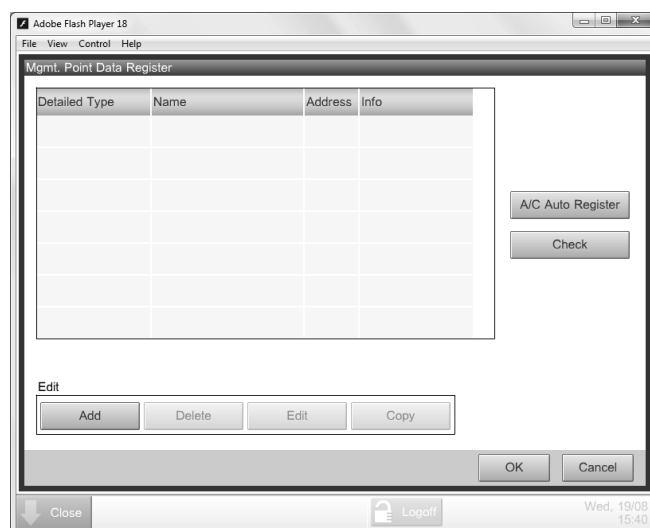 Adobe Flash Player 18
File View Control Help
Mgmt. Point Data Register
Detailed Type Name Address Info
A/C Auto Register
Check
Edit
Add Delete Edit Copy
OK Cancel
Close Logoff Wed, 19/08
15:40